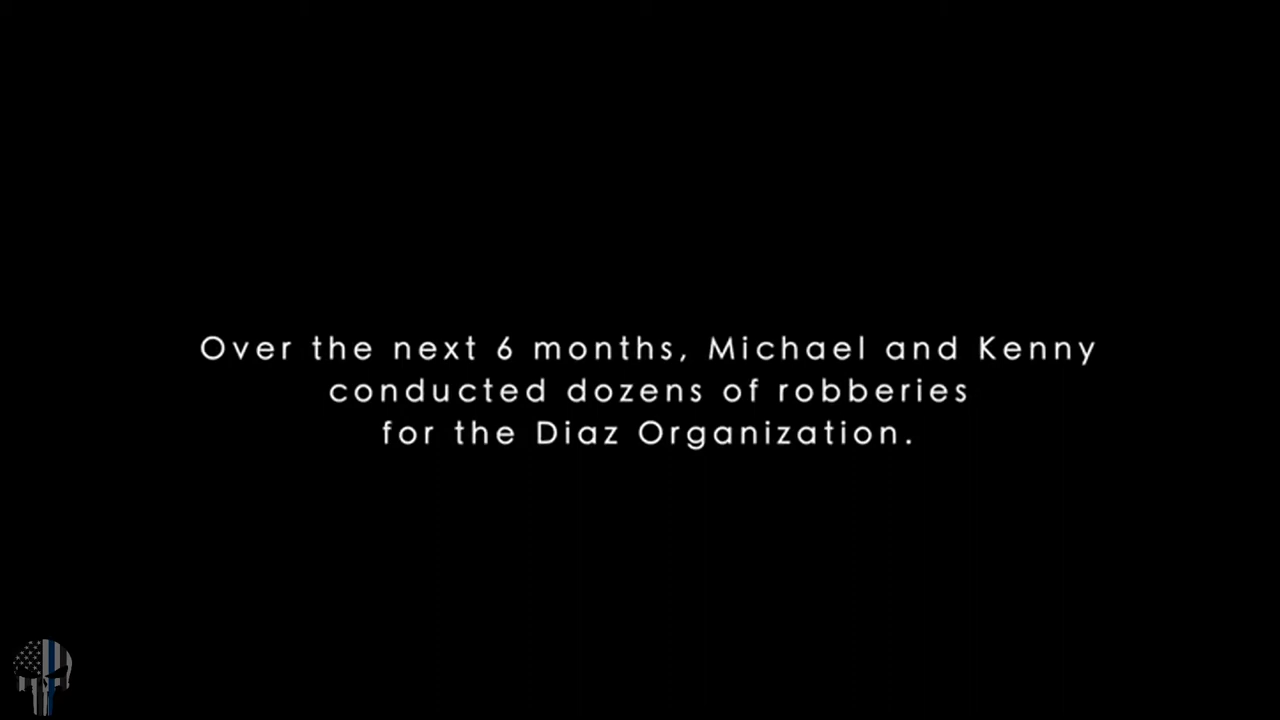 Over the next 6 months, Michael and Kenny
conducted dozens of robberies
for the Diaz Organization.